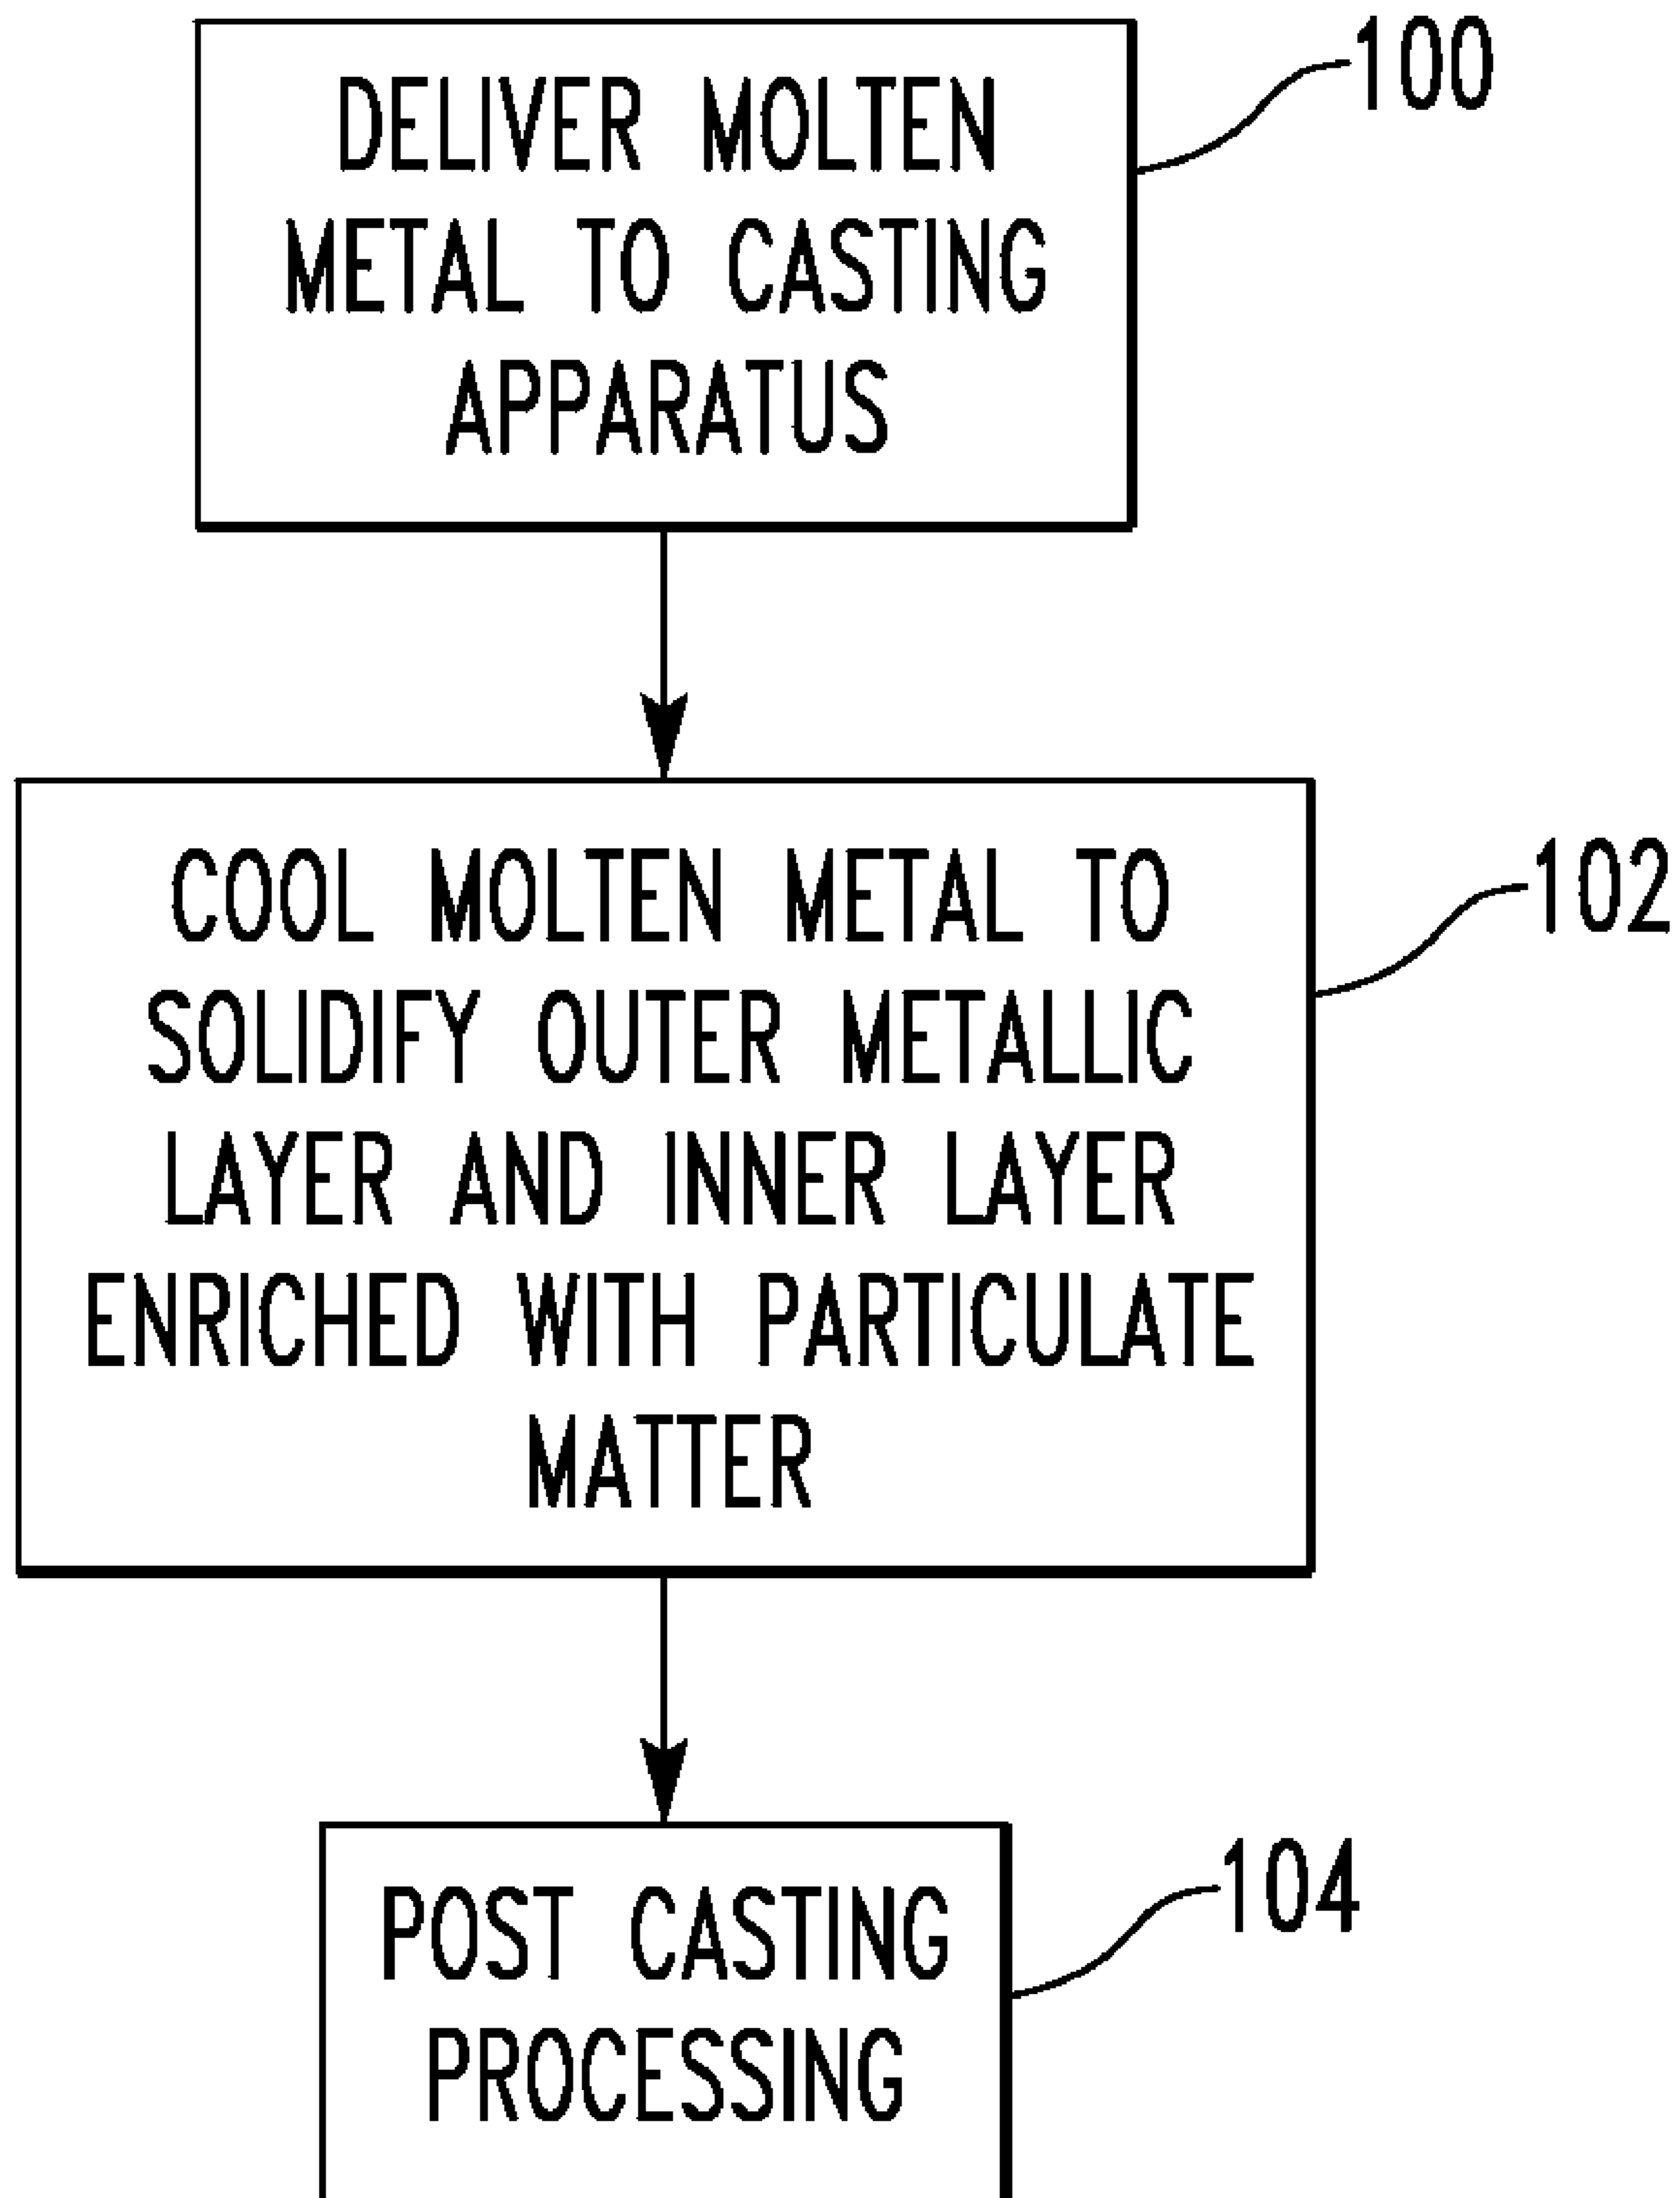 DELIVER MOLTEN
METAL TO CASTING
APPARATUS
100
COOL MOLTEN METAL TO
SOLIDIFY OUTER METALLIC
LAYER AND INNER LAYER
ENRICHED WITH PARTICULATE
MATTER
102
POST CASTING
PROCESSING
104